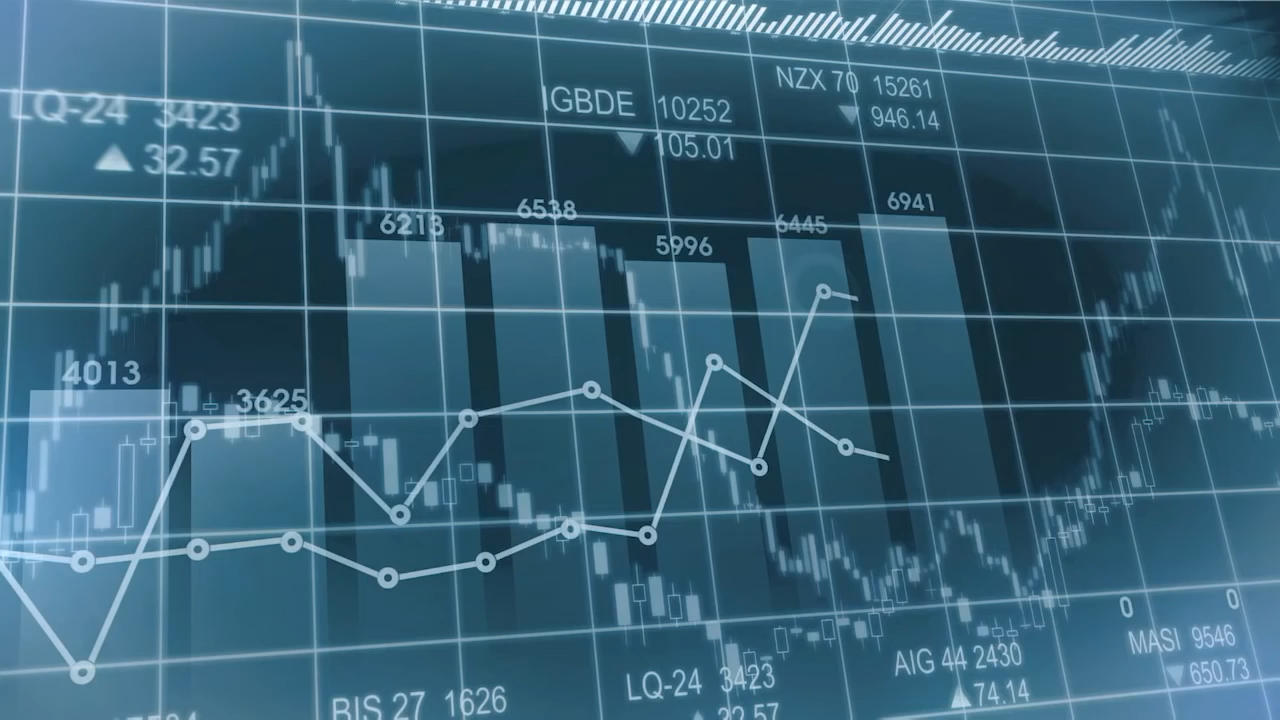 LQ-24 3423
▲ 32.57
IGBDE 10252
▼ 105.01
NZX 70 15261
▼ 946.14
4013
3625
6213
6538
5996
6445
6941
0 0
BIS 27 1626
LQ-24 3423
▲ 32.57
AIG 44 2430
▲ 74.14
MASI 9546
▼ 650.73